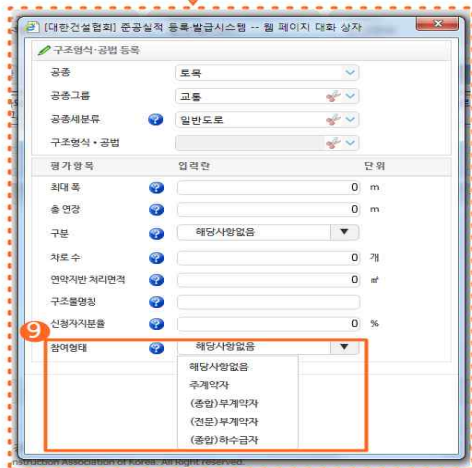 [대한건설협회] 준공실적 등록·발급시스템 -- 웹 페이지 대화 상자
구조형식·공법 등록
공종 토목
공종그룹 교통
공종세분류 ? 일반도로
구조형식·공법
평가항목 입력란 단위
최대 폭 ? 0 m
총 연장 ? 0 m
구분 ? 해당사항없음
차로 수 ? 0 개
연약지반 처리면적 ? 0 ㎡
구조물명칭 ?
신청자지분율 ? 0 %
9
참여형태 ? 해당사항없음
해당사항없음
주계약자
(종합)부계약자
(전문)부계약자
(종합)하수급자
nstruction Association of Korea. All Right reserved.